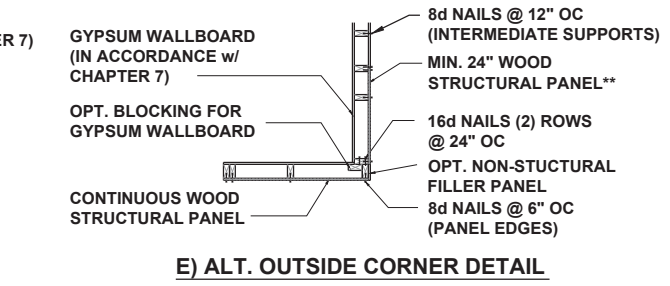 ER 7)
GYPSUM WALLBOARD
(IN ACCORDANCE w/
CHAPTER 7)
OPT. BLOCKING FOR
GYPSUM WALLBOARD
CONTINUOUS WOOD
STRUCTURAL PANEL
8d NAILS @ 12" OC
(INTERMEDIATE SUPPORTS)
MIN. 24" WOOD
STRUCTURAL PANEL**
16d NAILS (2) ROWS
@ 24" OC
OPT. NON-STUCTURAL
FILLER PANEL
8d NAILS @ 6" OC
(PANEL EDGES)
E) ALT. OUTSIDE CORNER DETAIL